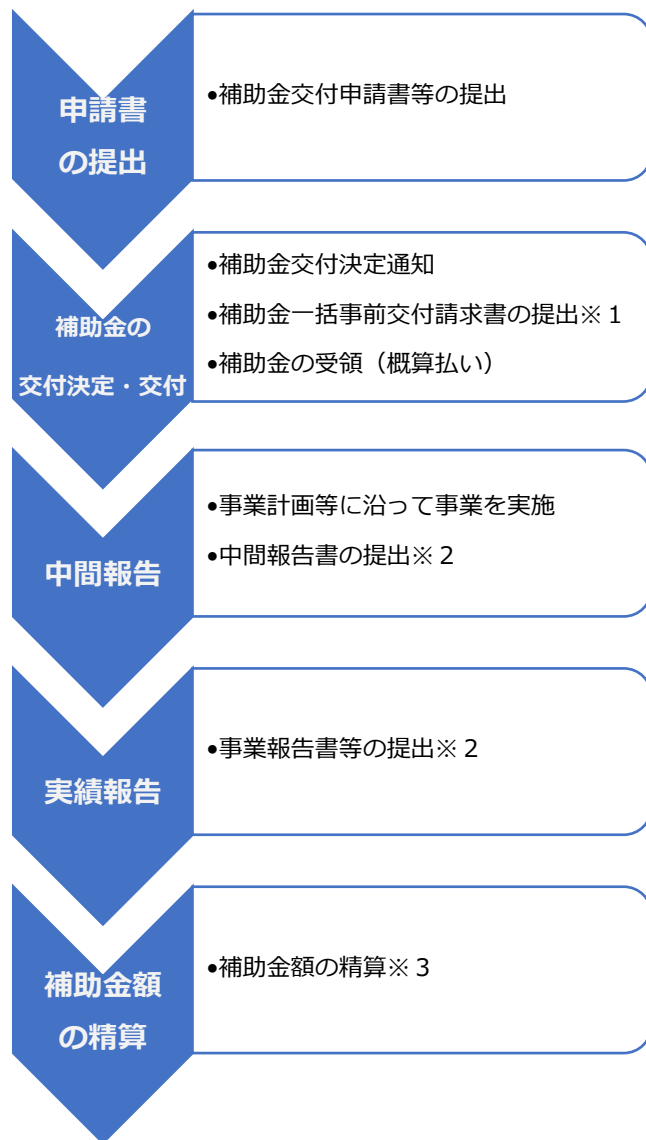 申請書
の提出
•補助金交付申請書等の提出
補助金の
交付決定・交付
•補助金交付決定通知
•補助金一括事前交付請求書の提出※１
•補助金の受領（概算払い）
中間報告
•事業計画等に沿って事業を実施
•中間報告書の提出※２
実績報告
•事業報告書等の提出※２
補助金額
の精算
•補助金額の精算※３